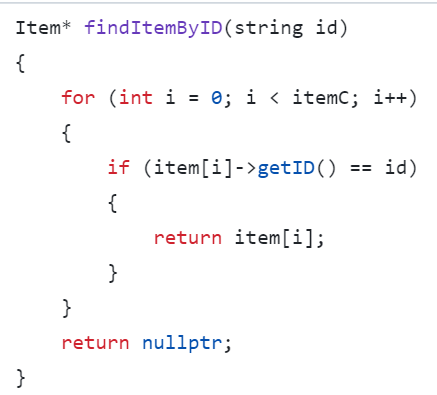 Item* findItemByID(string id)
{
    for (int i = 0; i < itemC; i++)
    {
        if (item[i]->getID() == id)
        {
            return item[i];
        }
    }
    return nullptr;
}